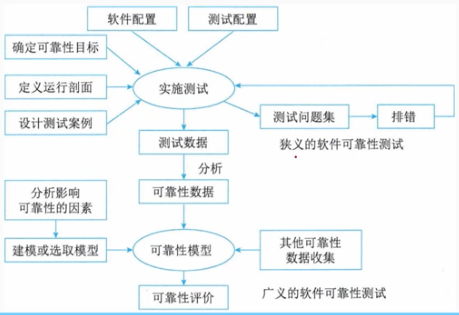 软件配置
测试配置
确定可靠性目标
定义运行剖面
实施测试
设计测试案例
测试问题集
排错
测试数据
狭义的软件可靠性测试
分析
可靠性数据
分析影响
可靠性的因素
建模或选取模型
可靠性模型
其他可靠性
数据收集
可靠性评价
广义的软件可靠性测试